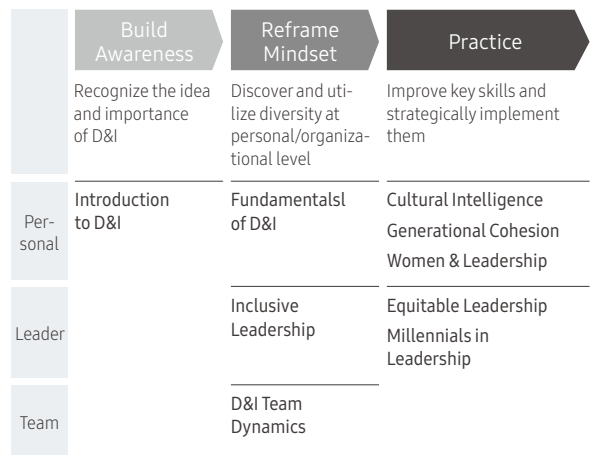 Build
Awareness
Reframe
Mindset
Practice
Recognize the idea
and importance
of D&I
Discover and uti-
lize diversity at
personal/organiza-
tional level
Improve key skills and
strategically implement
them
Per-
sonal
Introduction
to D&I
Fundamentalsl
of D&I
Cultural Intelligence
Generational Cohesion
Women & Leadership
Leader
Inclusive
Leadership
Equitable Leadership
Millennials in
Leadership
Team
D&I Team
Dynamics